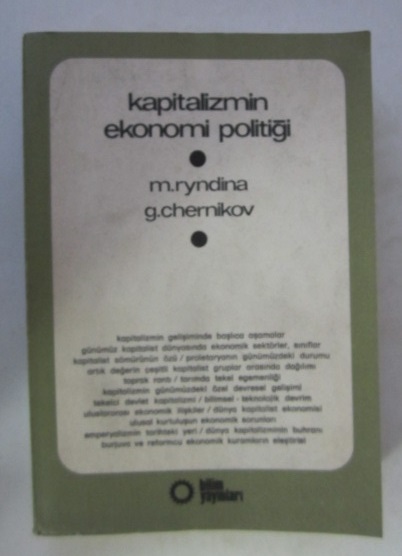 kapitalizmin
ekonomi politiği
m.ryndina
g.chernikov
kapitalizmin gelişiminde başlıca aşamalar
günümüz kapitalist dünyasında ekonomik sektörler, sınıflar
kapitalist sömürünün özü / proletaryanın günümüzdeki durumu
artık değerin çeşitli kapitalist gruplar arasında dağılımı
toprak rantı / tarımda tekel egemenliği
kapitalizmin günümüzdeki özel devresel gelişimi
tekelci devlet kapitalizmi / bilimsel - teknolojik devrim
uluslararası ekonomik ilişkiler / dünya kapitalist ekonomisi
ulusal kurtuluşun ekonomik sorunları
emperyalizmin tarihteki yeri / dünya kapitalizminin buhranı
burjuva ve reformcu ekonomik kuramların eleştirisi
bilim
yayınları